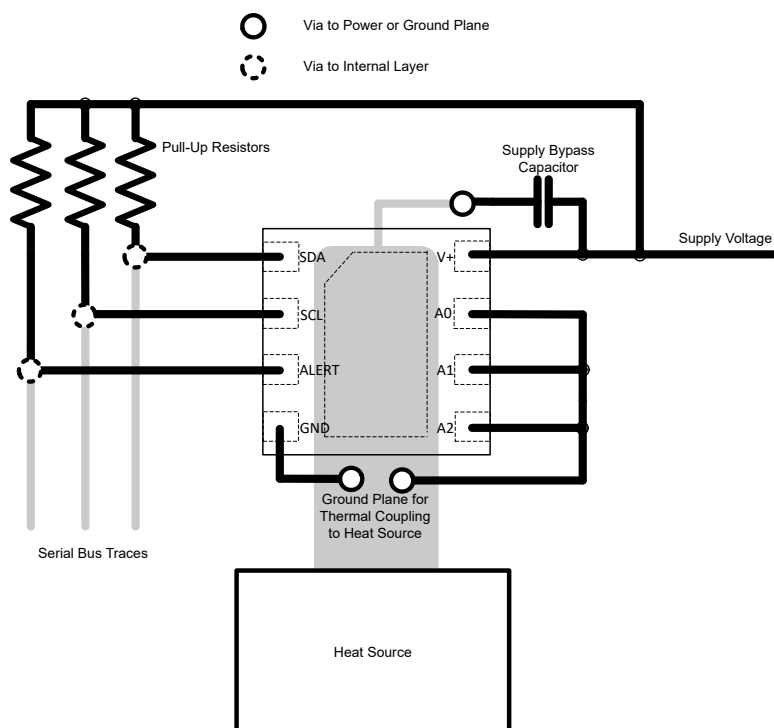 Via to Power or Ground Plane
Via to Internal Layer
Pull-Up Resistors
Supply Bypass
Capacitor
Supply Voltage
SDA
V+
SCL
A0
ALERT
A1
GND
A2
Ground Plane for
Thermal Coupling
to Heat Source
Serial Bus Traces
Heat Source